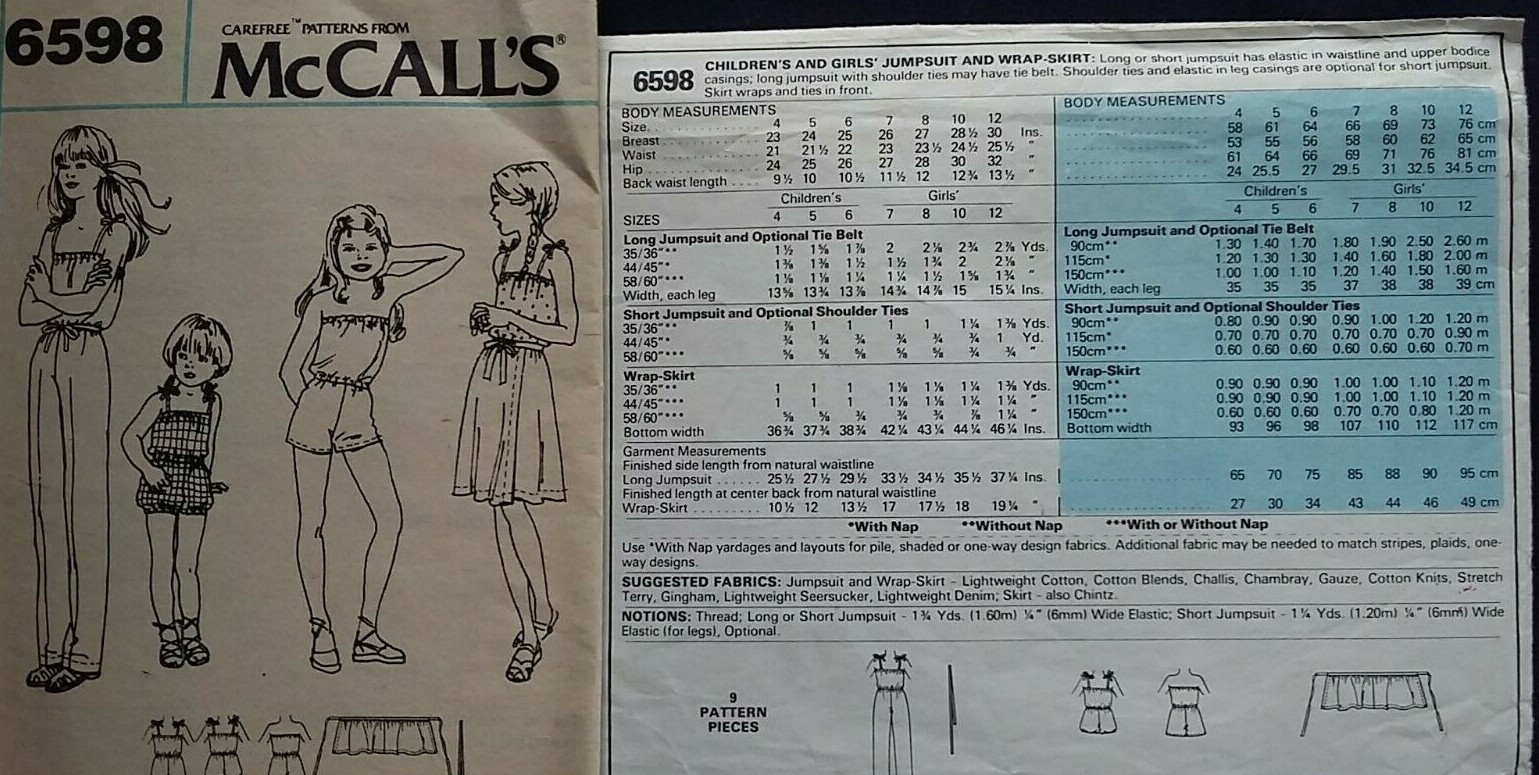 6598
CAREFREE™ PATTERNS FROM
McCALL'S®
6598
CHILDREN'S AND GIRLS' JUMPSUIT AND WRAP-SKIRT: Long or short jumpsuit has elastic in waistline and upper bodice
casings; long jumpsuit with shoulder ties may have tie belt. Shoulder ties and elastic in leg casings are optional for short jumpsuit.
Skirt wraps and ties in front.
BODY MEASUREMENTS
Size 4 5 6 7 8 10 12
Breast 23 24 25 26 27 28½ 30 Ins.
Waist 21 21½ 22 23 23½ 24½ 25½ "
Hip 24 25 26 27 28 30 32 "
Back waist length 9½ 10 10½ 11½ 12 12¾ 13½ "
Children's Girls'
SIZES 4 5 6 7 8 10 12
Long Jumpsuit and Optional Tie Belt
35/36"** 1½ 1⅝ 1⅞ 2 2⅛ 2¾ 2⅞ Yds.
44/45"* 1⅜ 1⅜ 1½ 1½ 1¾ 2 2⅛ "
58/60"*** 1⅛ 1⅛ 1¼ 1¼ 1½ 1⅝ 1¾ "
Width, each leg 13⅝ 13¾ 13⅞ 14¾ 14⅞ 15 15¼ Ins.
Short Jumpsuit and Optional Shoulder Ties
35/36"** ⅞ 1 1 1 1 1¼ 1⅜ Yds.
44/45"* ¾ ¾ ¾ ¾ ¾ ¾ 1 Yd.
58/60"*** ⅝ ⅝ ⅝ ⅝ ⅝ ¾ ¾ "
Wrap-Skirt
35/36"** 1 1 1 1⅛ 1⅛ 1¼ 1⅜ Yds.
44/45"*** 1 1 1 1⅛ 1⅛ 1¼ 1¼ "
58/60"*** ⅝ ⅝ ¾ ¾ ¾ ⅞ 1¼ "
Bottom width 36¾ 37¾ 38¾ 42¼ 43¼ 44¼ 46¼ Ins.
Garment Measurements
Finished side length from natural waistline
Long Jumpsuit 25½ 27½ 29½ 33½ 34½ 35½ 37¼ Ins.
Finished length at center back from natural waistline
Wrap-Skirt 10½ 12 13½ 17 17½ 18 19¼ "
BODY MEASUREMENTS
4 5 6 7 8 10 12
58 61 64 66 69 73 76 cm
53 55 56 58 60 62 65 cm
61 64 66 69 71 76 81 cm
24 25.5 27 29.5 31 32.5 34.5 cm
Children's Girls'
4 5 6 7 8 10 12
Long Jumpsuit and Optional Tie Belt
90cm** 1.30 1.40 1.70 1.80 1.90 2.50 2.60 m
115cm* 1.20 1.30 1.30 1.40 1.60 1.80 2.00 m
150cm*** 1.00 1.00 1.10 1.20 1.40 1.50 1.60 m
Width, each leg 35 35 35 37 38 38 39 cm
Short Jumpsuit and Optional Shoulder Ties
90cm** 0.80 0.90 0.90 0.90 1.00 1.20 1.20 m
115cm* 0.70 0.70 0.70 0.70 0.70 0.70 0.90 m
150cm*** 0.60 0.60 0.60 0.60 0.60 0.60 0.70 m
Wrap-Skirt
90cm** 0.90 0.90 0.90 1.00 1.00 1.10 1.20 m
115cm*** 0.90 0.90 0.90 1.00 1.00 1.10 1.20 m
150cm*** 0.60 0.60 0.60 0.70 0.70 0.80 1.20 m
Bottom width 93 96 98 107 110 112 117 cm
65 70 75 85 88 90 95 cm
27 30 34 43 44 46 49 cm
*With Nap **Without Nap ***With or Without Nap
Use *With Nap yardages and layouts for pile, shaded or one-way design fabrics. Additional fabric may be needed to match stripes, plaids, one-
way designs.
SUGGESTED FABRICS: Jumpsuit and Wrap-Skirt - Lightweight Cotton, Cotton Blends, Challis, Chambray, Gauze, Cotton Knits, Stretch
Terry, Gingham, Lightweight Seersucker, Lightweight Denim; Skirt - also Chintz.
NOTIONS: Thread; Long or Short Jumpsuit - 1¾ Yds. (1.60m) ¼" (6mm) Wide Elastic; Short Jumpsuit - 1¼ Yds. (1.20m) ¼" (6mm) Wide
Elastic (for legs), Optional.
9
PATTERN
PIECES